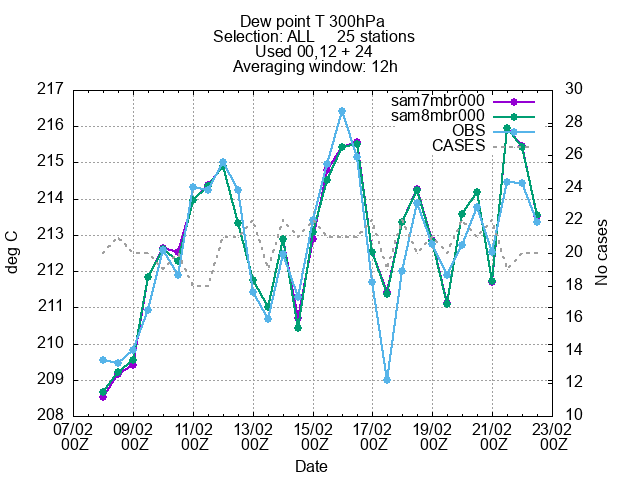 Dew point T 300hPa
Selection: ALL 25 stations
Used 00,12 + 24
Averaging window: 12h
sam7mbr000
sam8mbr000
OBS
CASES
217
216
215
214
213
212
211
210
209
208
deg C
30
28
26
24
22
20
18
16
14
12
10
No cases
07/02 09/02 11/02 13/02 15/02 17/02 19/02 21/02 23/02
00Z 00Z 00Z 00Z 00Z 00Z 00Z 00Z 00Z
Date